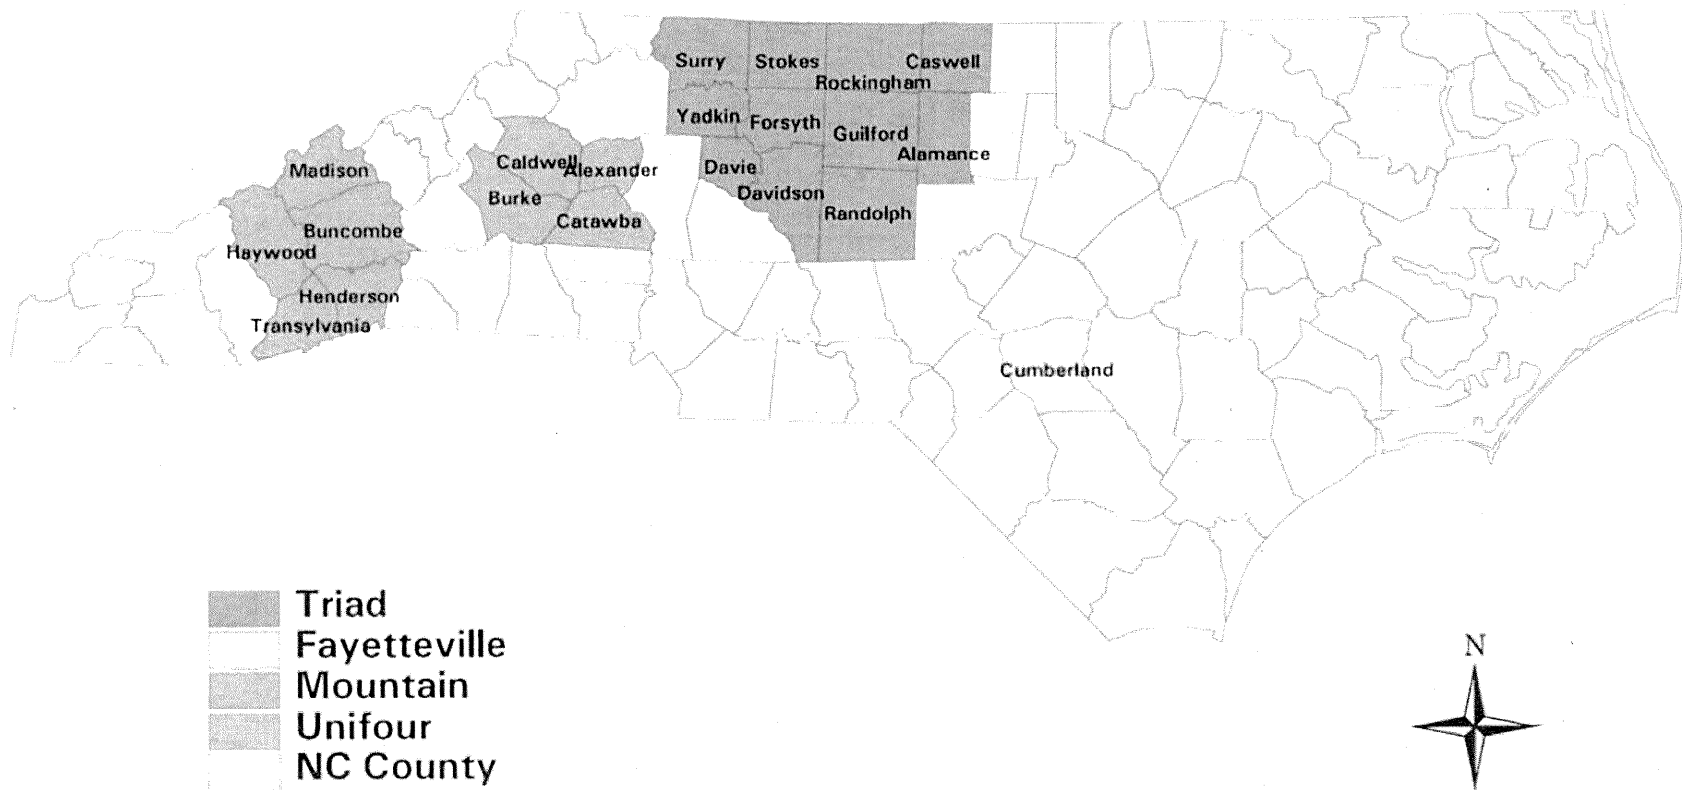 Surry
Stokes
Caswell
Rockingham
Yadkin
Forsyth
Guilford
Alamance
Madison
Caldwell
Alexander
Davie
Burke
Davidson
Catawba
Randolph
Buncombe
Haywood
Henderson
Transylvania
Cumberland
Triad
Fayetteville
Mountain
Unifour
NC County
N